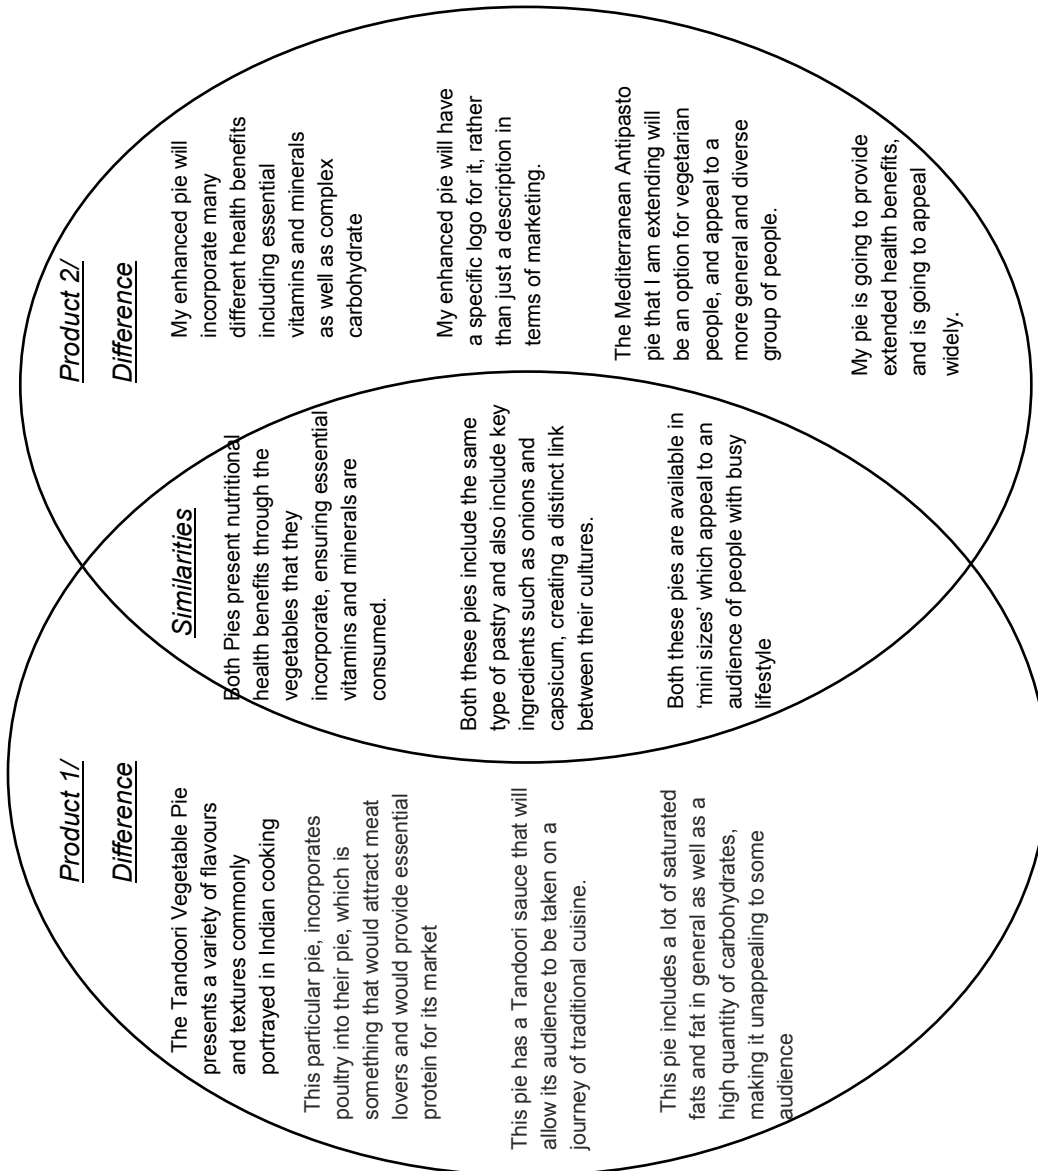 Product 1/
Difference
The Tandoori Vegetable Pie
presents a variety of flavours
and textures commonly
portrayed in Indian cooking
This particular pie, incorporates
poultry into their pie, which is
something that would attract meat
lovers and would provide essential
protein for its market
This pie has a Tandoori sauce that will
allow its audience to be taken on a
journey of traditional cuisine.
This pie includes a lot of saturated
fats and fat in general as well as a
high quantity of carbohydrates,
making it unappealing to some
audience
Similarities
Both Pies present nutritional
health benefits through the
vegetables that they
incorporate, ensuring essential
vitamins and minerals are
consumed.
Both these pies include the same
type of pastry and also include key
ingredients such as onions and
capsicum, creating a distinct link
between their cultures.
Both these pies are available in
‘mini sizes’ which appeal to an
audience of people with busy
lifestyle
Product 2/
Difference
My enhanced pie will
incorporate many
different health benefits
including essential
vitamins and minerals
as well as complex
carbohydrate
My enhanced pie will have
a specific logo for it, rather
than just a description in
terms of marketing.
The Mediterranean Antipasto
pie that I am extending will
be an option for vegetarian
people, and appeal to a
more general and diverse
group of people.
My pie is going to provide
extended health benefits,
and is going to appeal
widely.